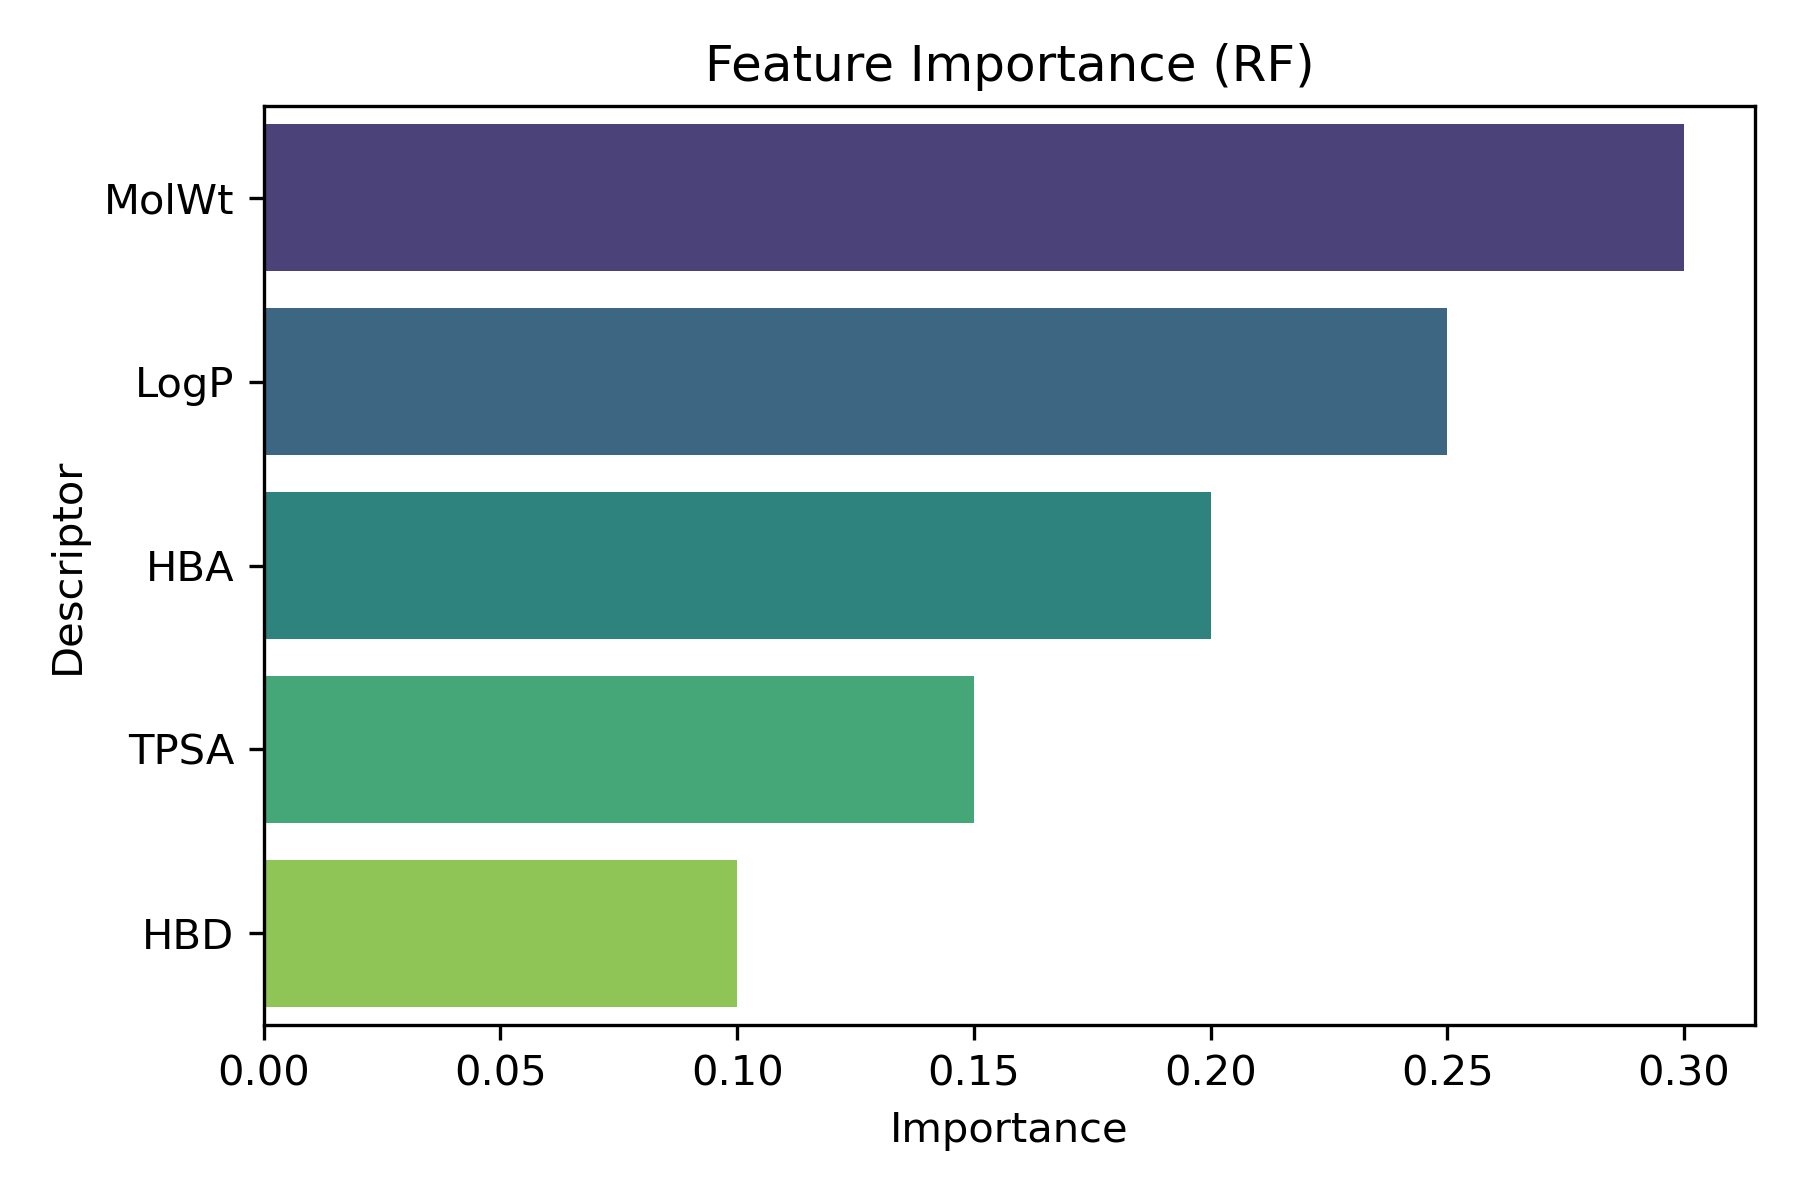 Feature Importance (RF)
MolWt
LogP
HBA
TPSA
HBD
Descriptor
0.00 0.05 0.10 0.15 0.20 0.25 0.30
Importance